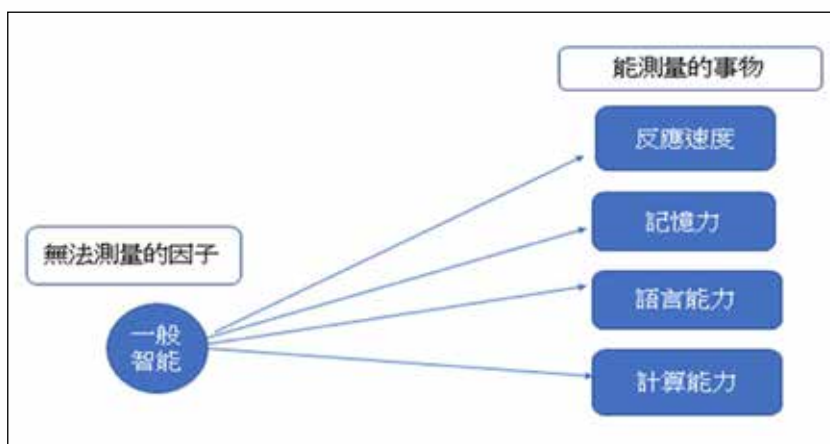 能測量的事物
反應速度
記憶力
無法測量的因子
語言能力
一般
智能
計算能力